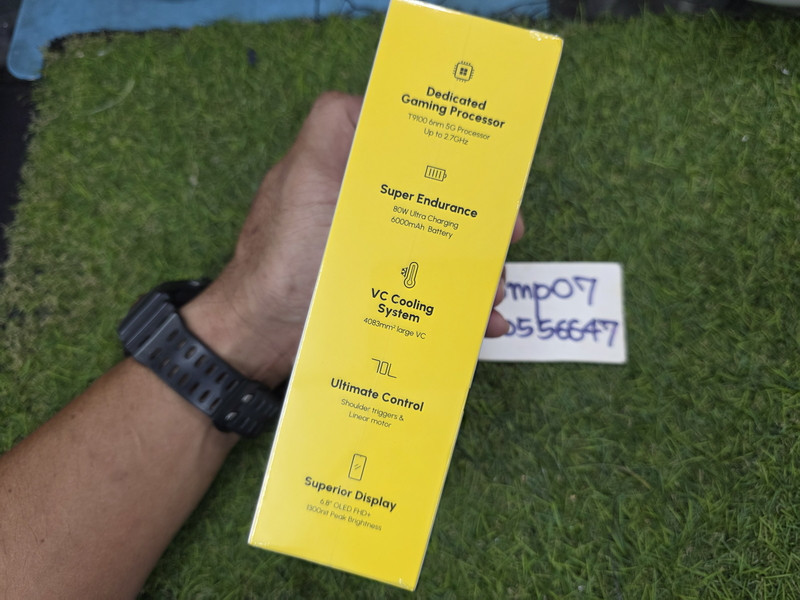 Dedicated
Gaming Processor
T9100 6nm 5G Processor
Up to 2.7GHz
Super Endurance
80W Ultra Charging
6000mAh Battery
VC Cooling
System
4083mm² large VC
Ultimate Control
Shoulder triggers &
Linear motor
Superior Display
6.8" OLED FHD+
1300nit Peak Brightness
mp07
0556647